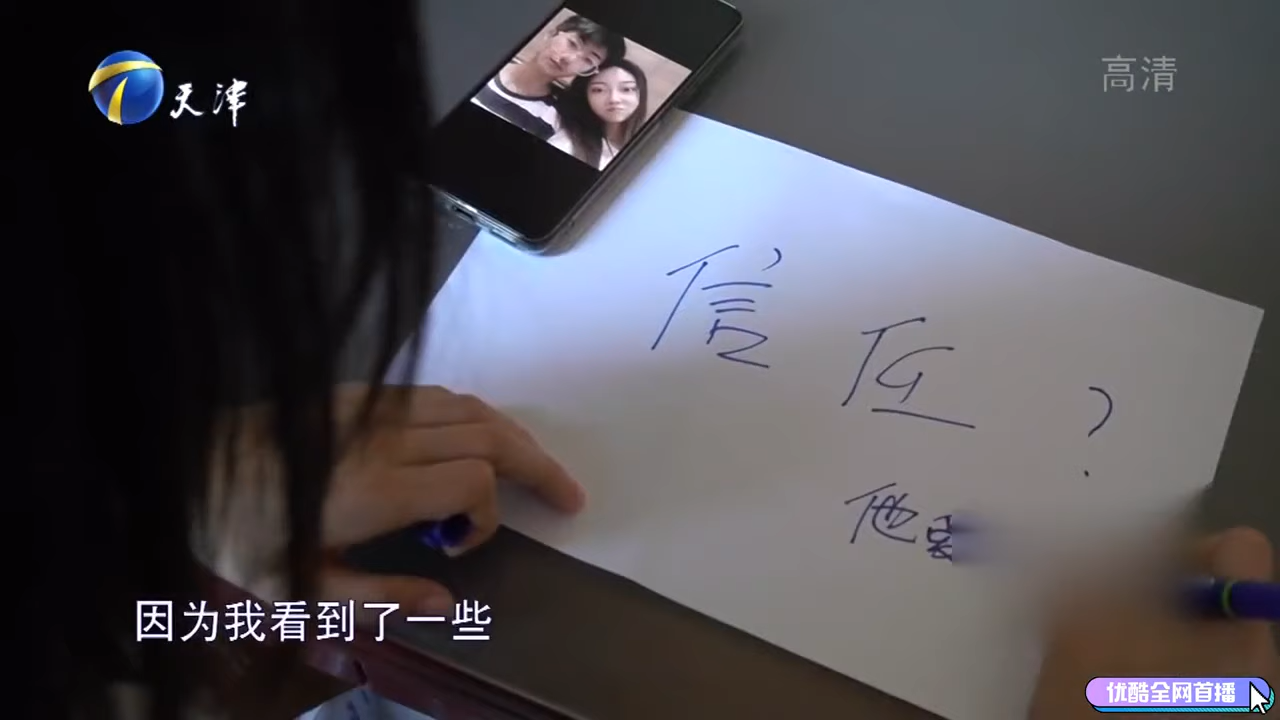 天津
高清
信任?
他
因为我看到了一些
优酷全网首播